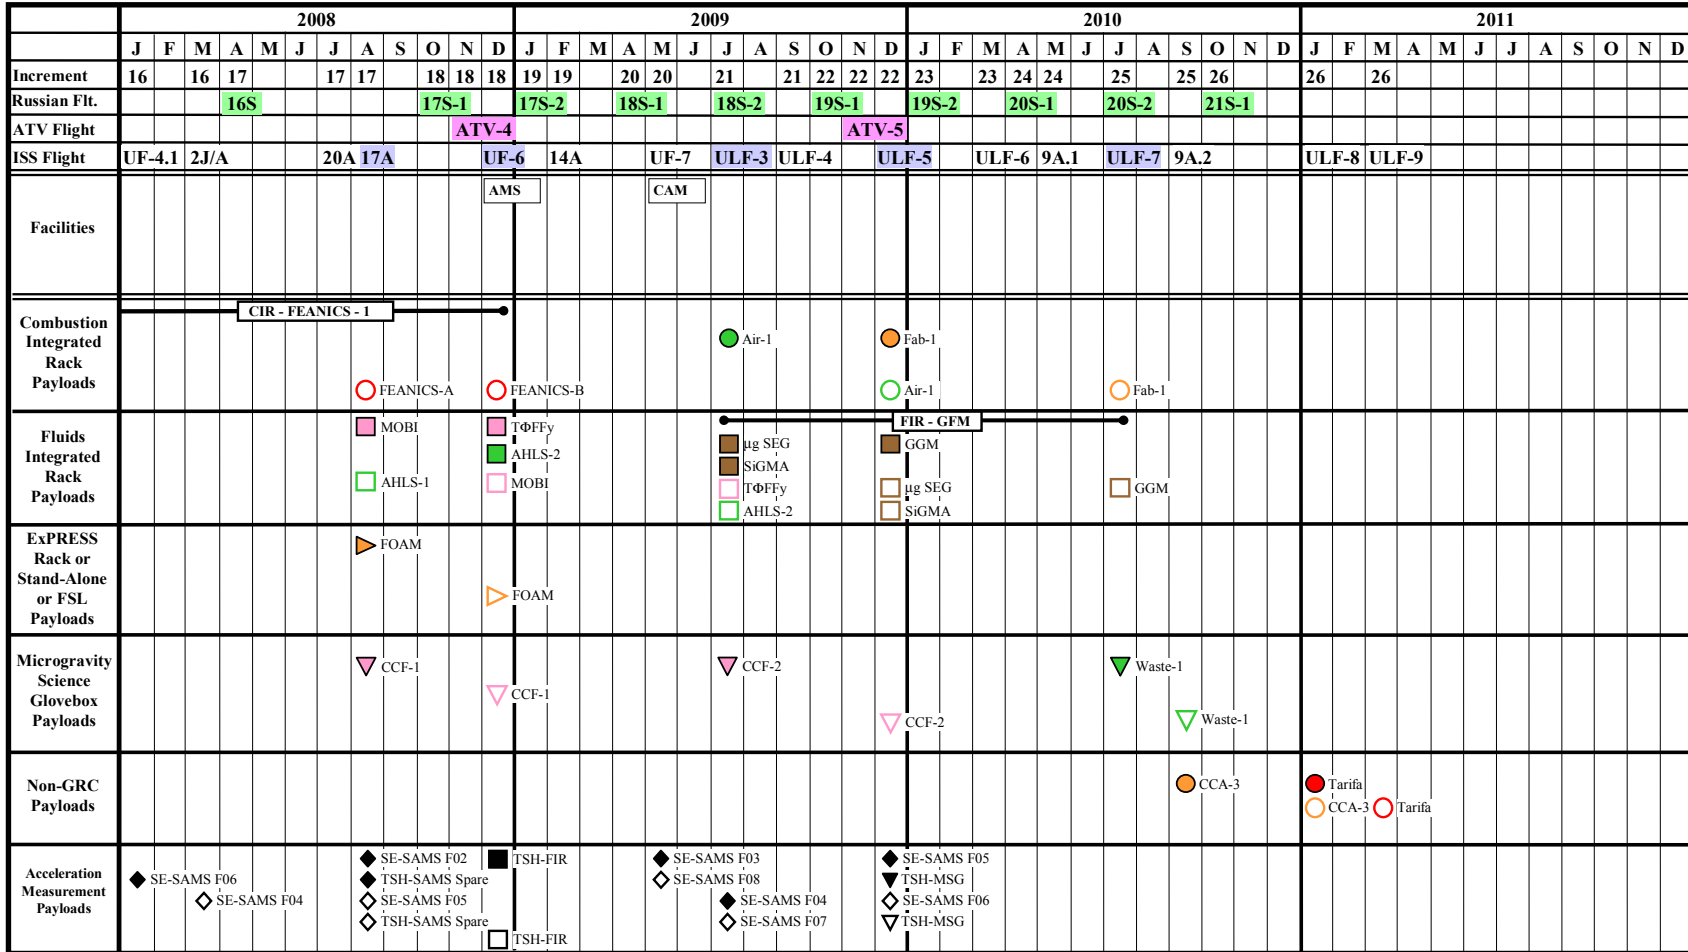 2008 2009 2010 2011
J F M A M J J A S O N D J F M A M J J A S O N D J F M A M J J A S O N D J F M A M J J A S O N D
Increment 16 16 17 17 17 18 18 18 19 19 20 20 21 21 22 22 22 23 23 24 24 25 25 26 26 26
Russian Flt. 16S 17S-1 17S-2 18S-1 18S-2 19S-1 19S-2 20S-1 20S-2 21S-1
ATV Flight ATV-4 ATV-5
ISS Flight UF-4.1 2J/A 20A 17A UF-6 14A UF-7 ULF-3 ULF-4 ULF-5 ULF-6 9A.1 ULF-7 9A.2 ULF-8 ULF-9
AMS CAM
Facilities
CIR - FEANICS - 1
Combustion
Integrated
Rack
Payloads
Air-1 Fab-1
FEANICS-A FEANICS-B Air-1 Fab-1
Fluids
Integrated
Rack
Payloads
FIR - GFM
MOBI TΦFFy
µg SEG GGM
AHLS-2
SiGMA
AHLS-1 MOBI TΦFFy µg SEG GGM
AHLS-2 SiGMA
ExPRESS
Rack or
Stand-Alone
or FSL
Payloads
FOAM
FOAM
Microgravity
Science
Glovebox
Payloads
CCF-1 CCF-2 Waste-1
CCF-1
CCF-2 Waste-1
Non-GRC
Payloads
CCA-3 Tarifa
CCA-3 Tarifa
Acceleration
Measurement
Payloads
SE-SAMS F02 TSH-FIR SE-SAMS F03 SE-SAMS F05
SE-SAMS F06 TSH-SAMS Spare SE-SAMS F08 TSH-MSG
SE-SAMS F04 SE-SAMS F05 SE-SAMS F04 SE-SAMS F06
TSH-SAMS Spare SE-SAMS F07 TSH-MSG
TSH-FIR